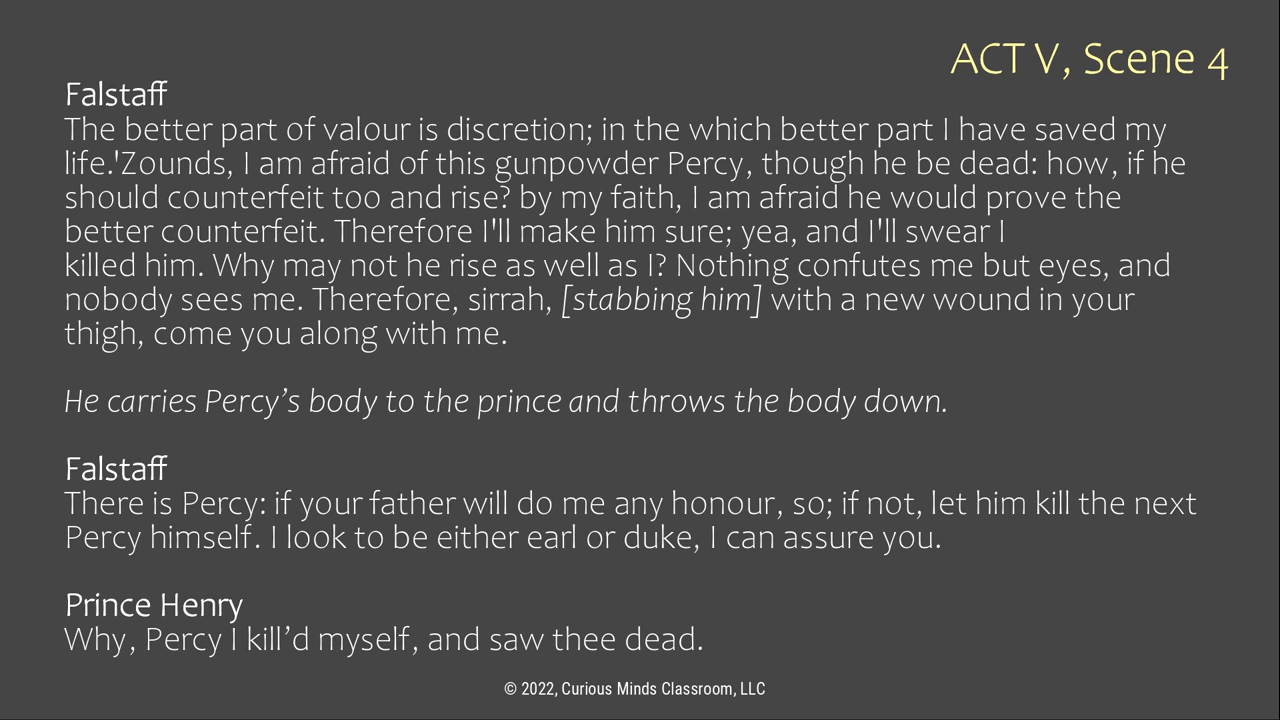 ACT V, Scene 4
Falstaff
The better part of valour is discretion; in the which better part I have saved my
life.'Zounds, I am afraid of this gunpowder Percy, though he be dead: how, if he
should counterfeit too and rise? by my faith, I am afraid he would prove the
better counterfeit. Therefore I'll make him sure; yea, and I'll swear I
killed him. Why may not he rise as well as I? Nothing confutes me but eyes, and
nobody sees me. Therefore, sirrah, [stabbing him] with a new wound in your
thigh, come you along with me.
He carries Percy’s body to the prince and throws the body down.
Falstaff
There is Percy: if your father will do me any honour, so; if not, let him kill the next
Percy himself. I look to be either earl or duke, I can assure you.
Prince Henry
Why, Percy I kill’d myself, and saw thee dead.
© 2022, Curious Minds Classroom, LLC